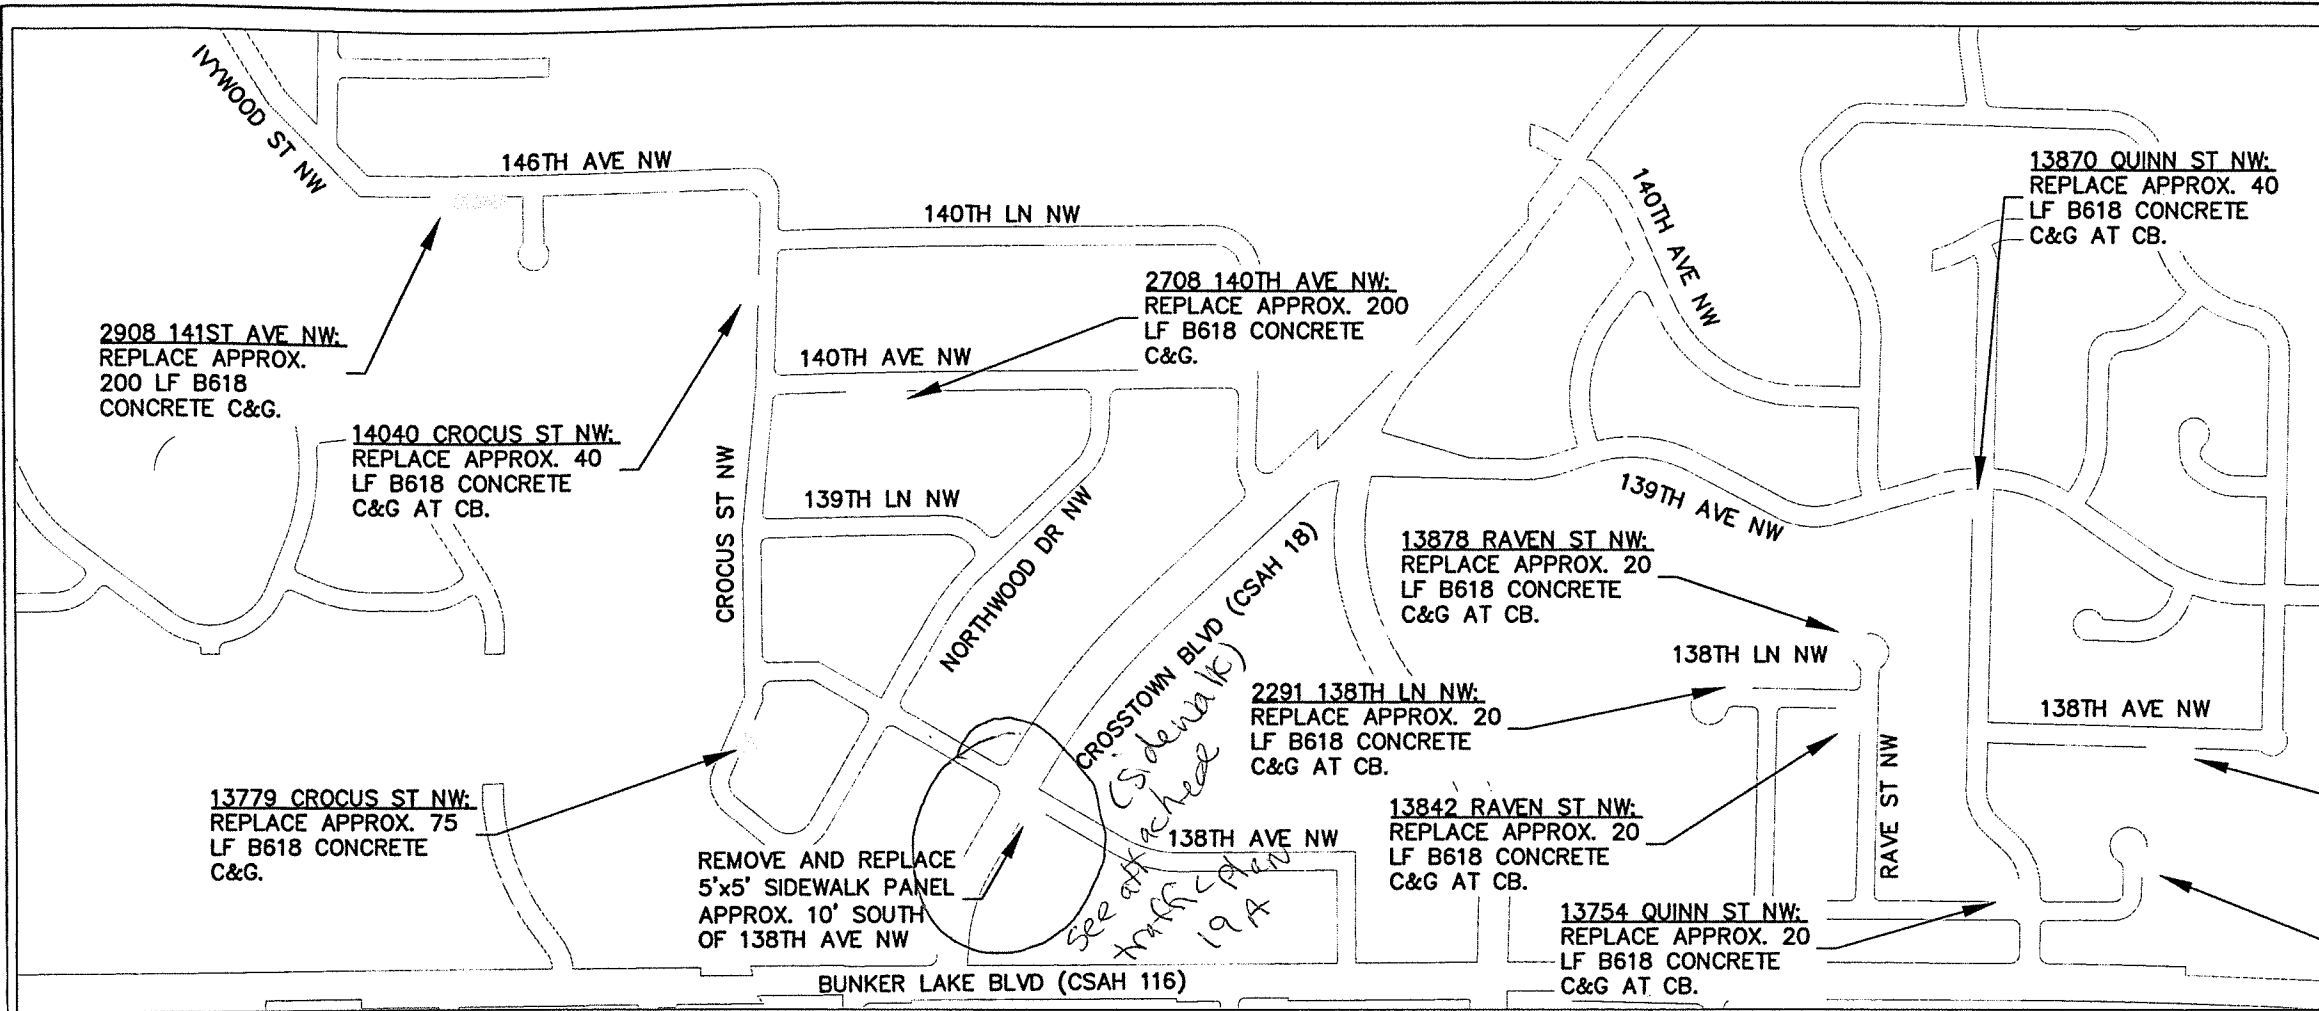 IVYWOOD ST NW
146TH AVE NW
140TH LN NW
140TH AVE NW
13870 QUINN ST NW:
REPLACE APPROX. 40
LF B618 CONCRETE
C&G AT CB.
2708 140TH AVE NW:
REPLACE APPROX. 200
LF B618 CONCRETE
C&G.
2908 141ST AVE NW:
REPLACE APPROX.
200 LF B618
CONCRETE C&G.
140TH AVE NW
14040 CROCUS ST NW:
REPLACE APPROX. 40
LF B618 CONCRETE
C&G AT CB.
CROCUS ST NW
139TH LN NW
NORTHWOOD DR NW
CROSSTOWN BLVD (CSAH 18)
(sidewalk)
see attached
traffic plan
19A
139TH AVE NW
13878 RAVEN ST NW:
REPLACE APPROX. 20
LF B618 CONCRETE
C&G AT CB.
138TH LN NW
2291 138TH LN NW:
REPLACE APPROX. 20
LF B618 CONCRETE
C&G AT CB.
138TH AVE NW
13779 CROCUS ST NW:
REPLACE APPROX. 75
LF B618 CONCRETE
C&G.
REMOVE AND REPLACE
5'x5' SIDEWALK PANEL
APPROX. 10' SOUTH
OF 138TH AVE NW
138TH AVE NW
13842 RAVEN ST NW:
REPLACE APPROX. 20
LF B618 CONCRETE
C&G AT CB.
RAVE ST NW
13754 QUINN ST NW:
REPLACE APPROX. 20
LF B618 CONCRETE
C&G AT CB.
BUNKER LAKE BLVD (CSAH 116)